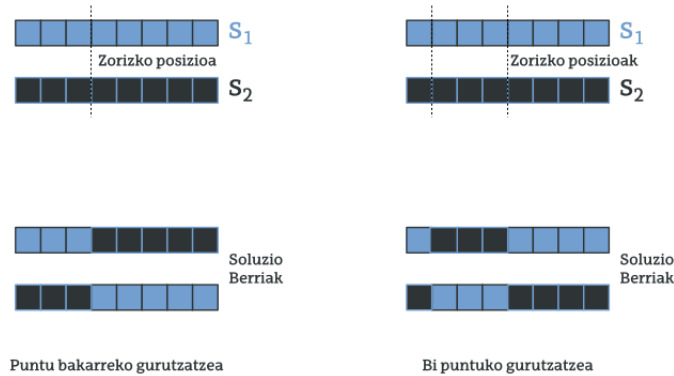 S₁
Zorizko posizioa
S₂
Soluzio
Berriak
Puntu bakarreko gurutzatzea
S₁
Zorizko posizioak
S₂
Soluzio
Berriak
Bi puntuko gurutzatzea